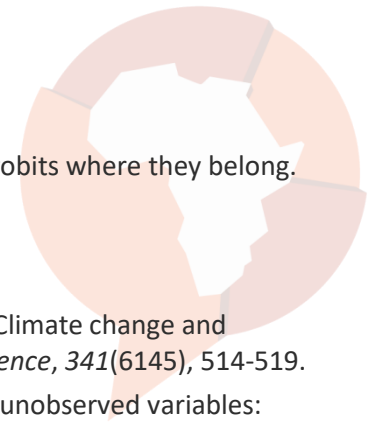 obits where they belong.
Climate change and
ence, 341(6145), 514-519.
unobserved variables: